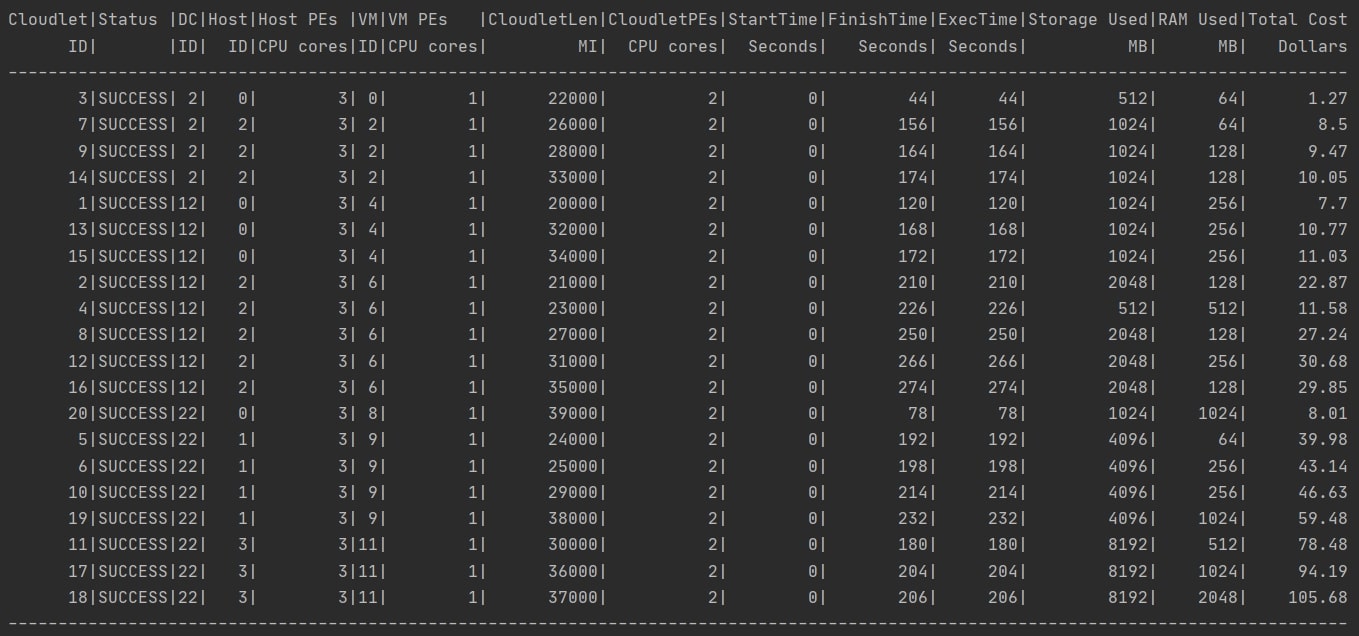 Cloudlet|Status |DC|Host|Host PEs |VM|VM PEs   |CloudletLen|CloudletPEs|StartTime|FinishTime|ExecTime|Storage Used|RAM Used|Total Cost
      ID|       |ID|  ID|CPU cores|ID|CPU cores|         MI|  CPU cores|  Seconds|   Seconds| Seconds|          MB|      MB|   Dollars
--------------------------------------------------------------------------------------------------------------------------------------
       3|SUCCESS| 2|   0|        3| 0|        1|      22000|          2|        0|        44|      44|         512|      64|      1.27
       7|SUCCESS| 2|   2|        3| 2|        1|      26000|          2|        0|       156|     156|        1024|      64|       8.5
       9|SUCCESS| 2|   2|        3| 2|        1|      28000|          2|        0|       164|     164|        1024|     128|      9.47
      14|SUCCESS| 2|   2|        3| 2|        1|      33000|          2|        0|       174|     174|        1024|     128|     10.05
       1|SUCCESS|12|   0|        3| 4|        1|      20000|          2|        0|       120|     120|        1024|     256|       7.7
      13|SUCCESS|12|   0|        3| 4|        1|      32000|          2|        0|       168|     168|        1024|     256|     10.77
      15|SUCCESS|12|   0|        3| 4|        1|      34000|          2|        0|       172|     172|        1024|     256|     11.03
       2|SUCCESS|12|   2|        3| 6|        1|      21000|          2|        0|       210|     210|        2048|     128|     22.87
       4|SUCCESS|12|   2|        3| 6|        1|      23000|          2|        0|       226|     226|         512|     512|     11.58
       8|SUCCESS|12|   2|        3| 6|        1|      27000|          2|        0|       250|     250|        2048|     128|     27.24
      12|SUCCESS|12|   2|        3| 6|        1|      31000|          2|        0|       266|     266|        2048|     256|     30.68
      16|SUCCESS|12|   2|        3| 6|        1|      35000|          2|        0|       274|     274|        2048|     128|     29.85
      20|SUCCESS|22|   0|        3| 8|        1|      39000|          2|        0|        78|      78|        1024|    1024|      8.01
       5|SUCCESS|22|   1|        3| 9|        1|      24000|          2|        0|       192|     192|        4096|      64|     39.98
       6|SUCCESS|22|   1|        3| 9|        1|      25000|          2|        0|       198|     198|        4096|     256|     43.14
      10|SUCCESS|22|   1|        3| 9|        1|      29000|          2|        0|       214|     214|        4096|     256|     46.63
      19|SUCCESS|22|   1|        3| 9|        1|      38000|          2|        0|       232|     232|        4096|    1024|     59.48
      11|SUCCESS|22|   3|        3|11|        1|      30000|          2|        0|       180|     180|        8192|     512|     78.48
      17|SUCCESS|22|   3|        3|11|        1|      36000|          2|        0|       204|     204|        8192|    1024|     94.19
      18|SUCCESS|22|   3|        3|11|        1|      37000|          2|        0|       206|     206|        8192|    2048|    105.68
--------------------------------------------------------------------------------------------------------------------------------------